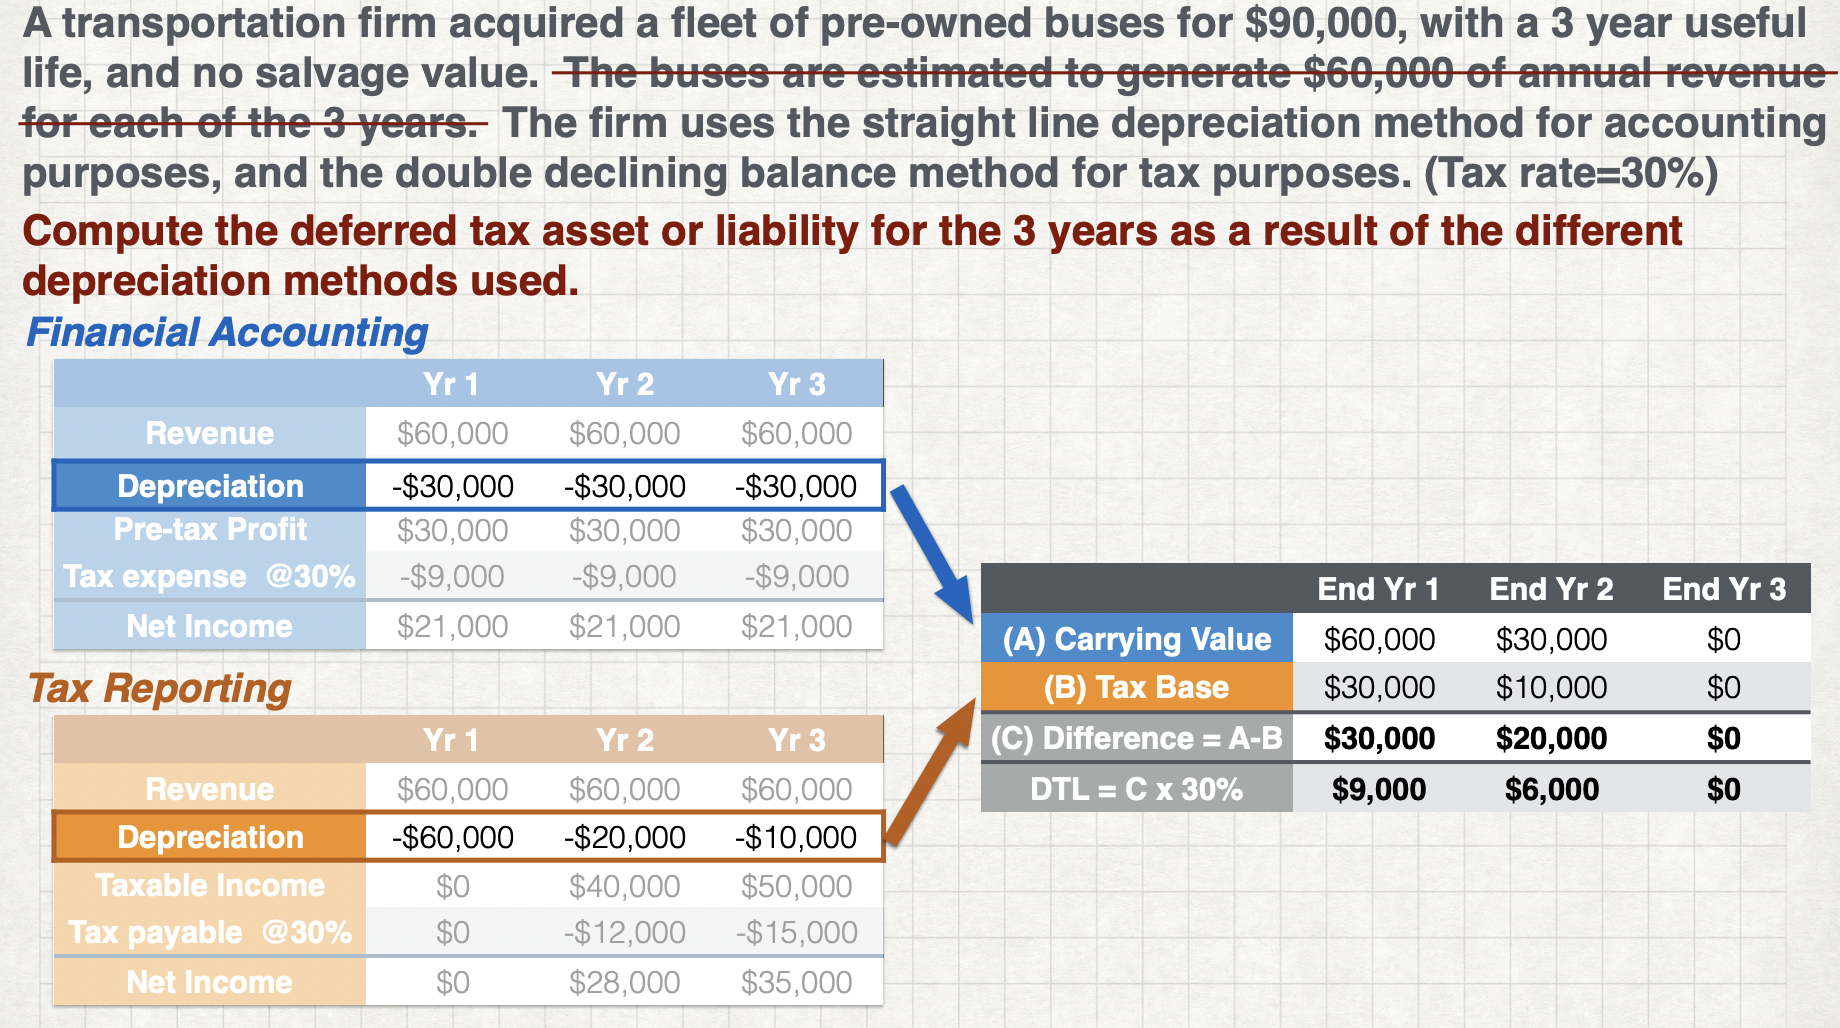 A transportation firm acquired a fleet of pre-owned buses for $90,000, with a 3 year useful
life, and no salvage value. The buses are estimated to generate $60,000 of annual revenue
for each of the 3 years. The firm uses the straight line depreciation method for accounting
purposes, and the double declining balance method for tax purposes. (Tax rate=30%)
Compute the deferred tax asset or liability for the 3 years as a result of the different
depreciation methods used.
Financial Accounting
Yr 1 Yr 2 Yr 3
Revenue $60,000 $60,000 $60,000
Depreciation -$30,000 -$30,000 -$30,000
Pre-tax Profit $30,000 $30,000 $30,000
Tax expense @30% -$9,000 -$9,000 -$9,000
Net Income $21,000 $21,000 $21,000
Tax Reporting
Yr 1 Yr 2 Yr 3
Revenue $60,000 $60,000 $60,000
Depreciation -$60,000 -$20,000 -$10,000
Taxable Income $0 $40,000 $50,000
Tax payable @30% $0 -$12,000 -$15,000
Net Income $0 $28,000 $35,000
End Yr 1 End Yr 2 End Yr 3
(A) Carrying Value $60,000 $30,000 $0
(B) Tax Base $30,000 $10,000 $0
(C) Difference = A-B $30,000 $20,000 $0
DTL = C x 30% $9,000 $6,000 $0